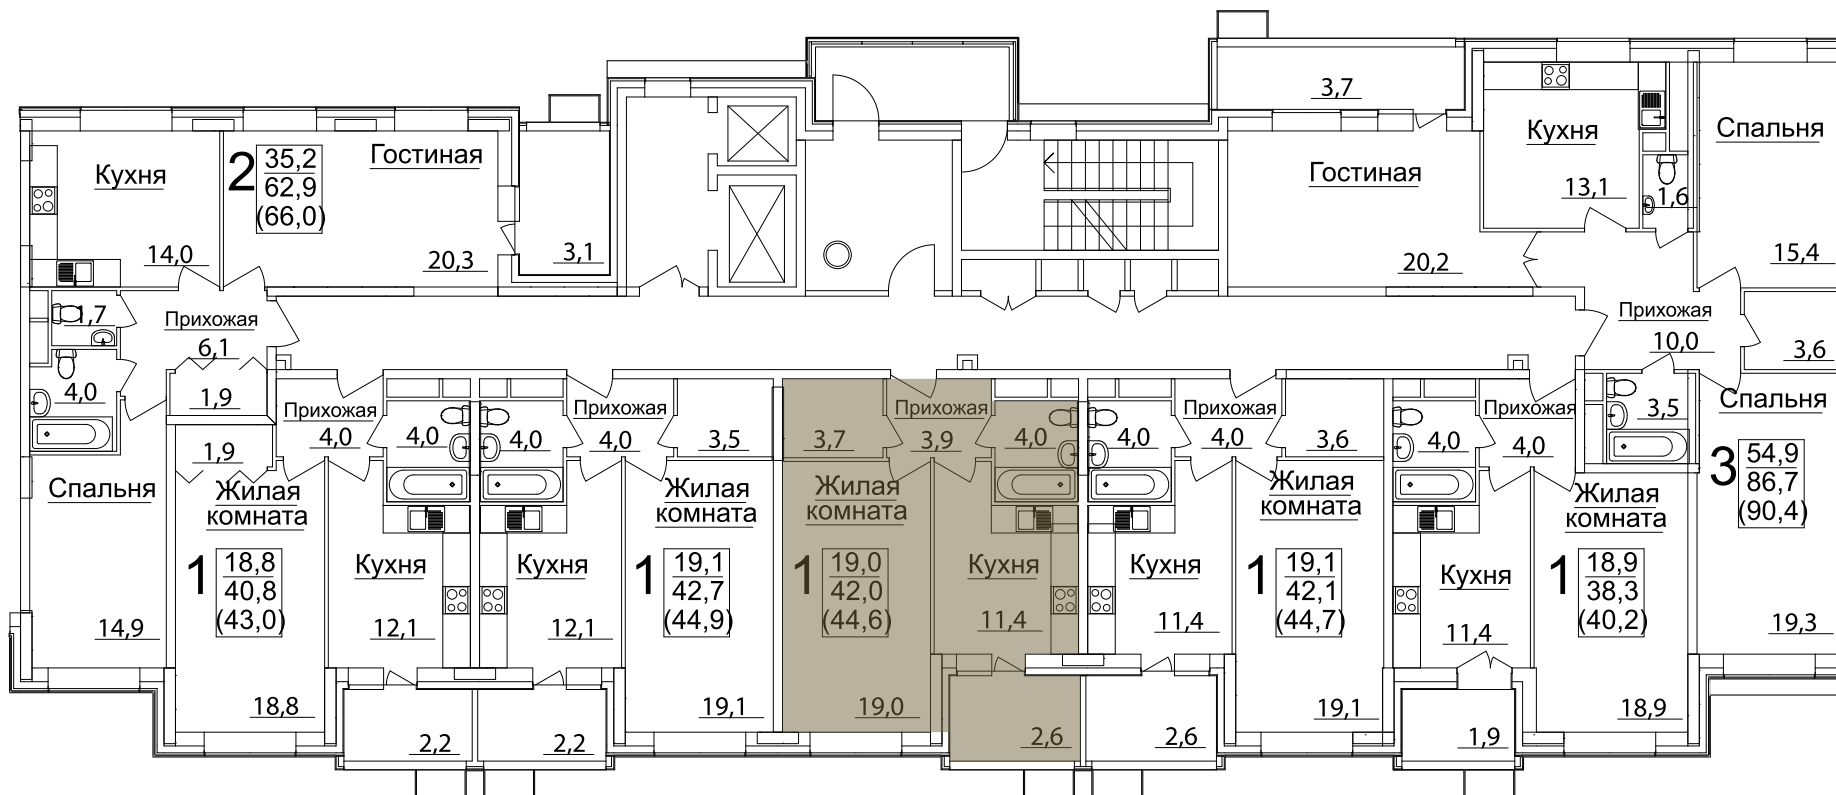 3,7
Кухня
13,1
1,6
Спальня
15,4
Кухня
14,0
2
35,2
62,9
(66,0)
Гостиная
20,3
3,1
Гостиная
20,2
1,7
Прихожая
6,1
4,0
1,9
Прихожая
10,0
3,6
1,9
Прихожая
4,0
4,0
4,0
Прихожая
4,0
3,5
3,7
Прихожая
3,9
4,0
4,0
Прихожая
4,0
3,6
4,0
Прихожая
4,0
3,5
Спальня
3
54,9
86,7
(90,4)
19,3
Спальня
14,9
Жилая
комната
1
18,8
40,8
(43,0)
18,8
Кухня
12,1
Кухня
12,1
Жилая
комната
1
19,1
42,7
(44,9)
19,1
Жилая
комната
1
19,0
42,0
(44,6)
19,0
Кухня
11,4
Кухня
11,4
Жилая
комната
1
19,1
42,1
(44,7)
19,1
Кухня
11,4
Жилая
комната
1
18,9
38,3
(40,2)
18,9
2,2
2,2
2,6
2,6
1,9